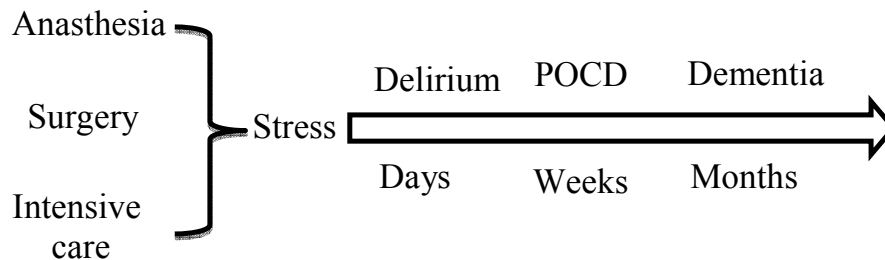 Anasthesia
Surgery
Intensive
care
Stress
Delirium POCD Dementia
Days Weeks Months